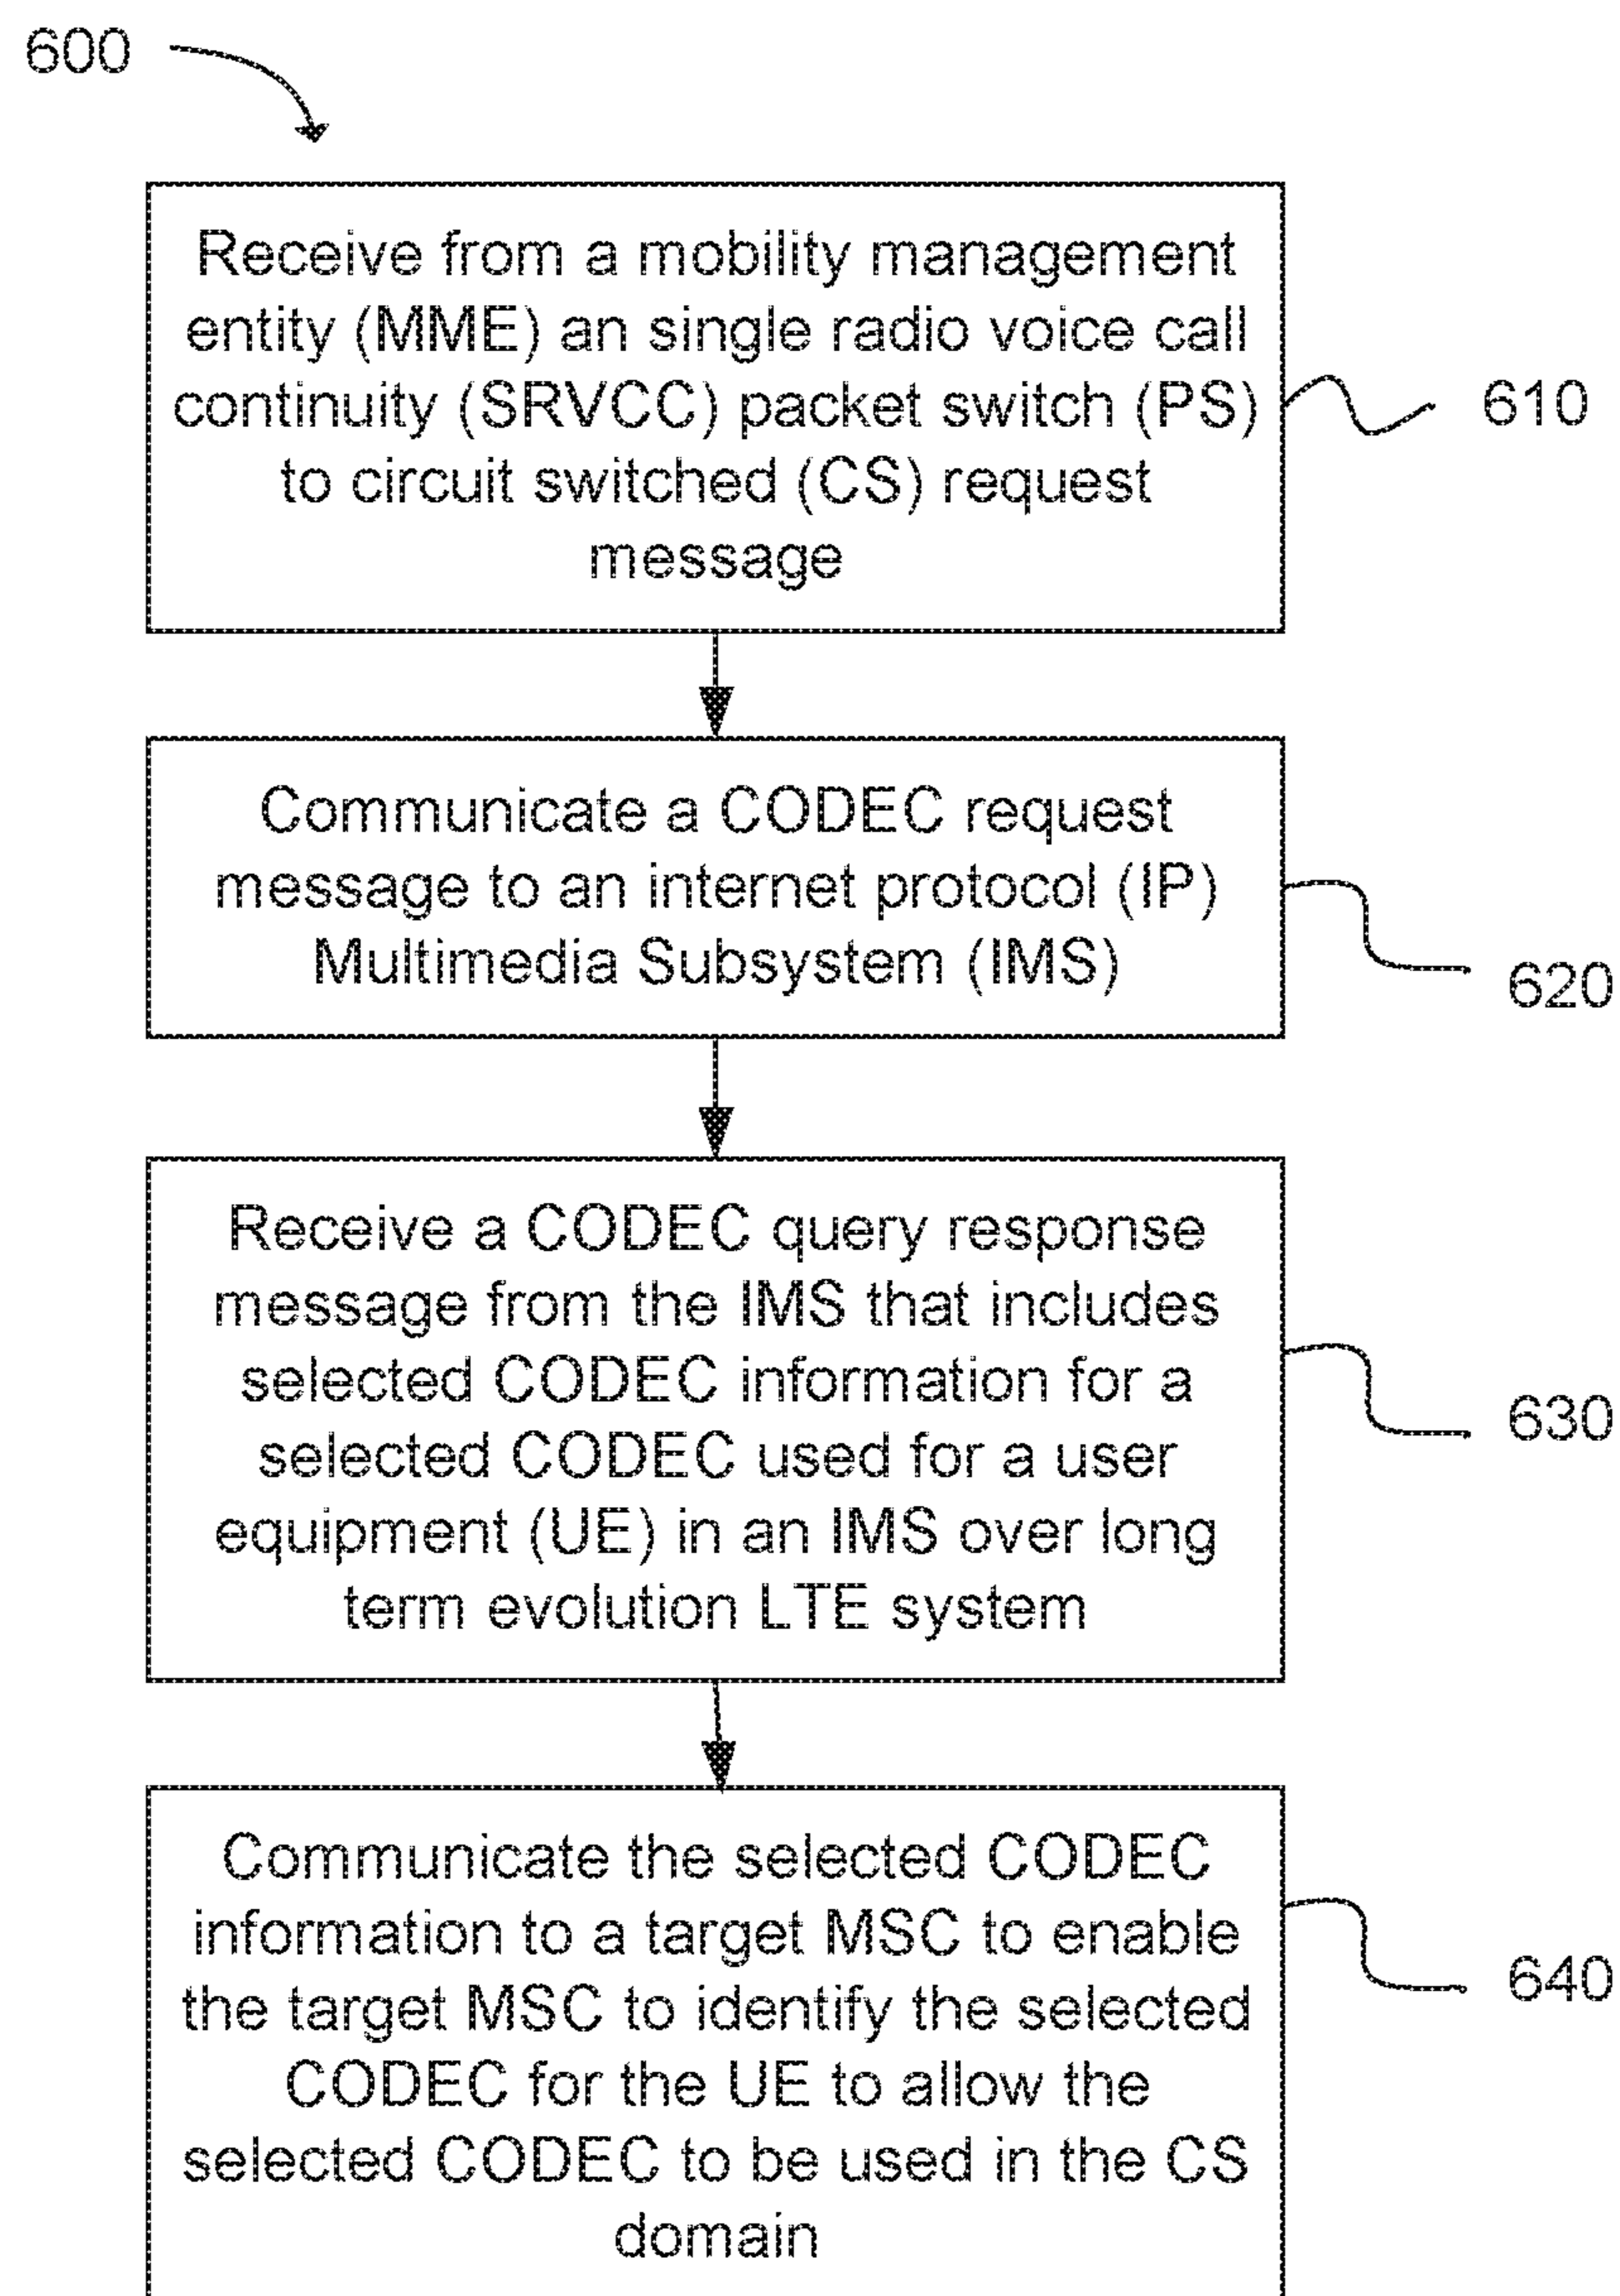 600
Receive from a mobility management
entity (MME) an single radio voice call
continuity (SRVCC) packet switch (PS)
to circuit switched (CS) request
message
610
Communicate a CODEC request
message to an internet protocol (IP)
Multimedia Subsystem (IMS)
620
Receive a CODEC query response
message from the IMS that includes
selected CODEC information for a
selected CODEC used for a user
equipment (UE) in an IMS over long
term evolution LTE system
630
Communicate the selected CODEC
information to a target MSC to enable
the target MSC to identify the selected
CODEC for the UE to allow the
selected CODEC to be used in the CS
domain
640